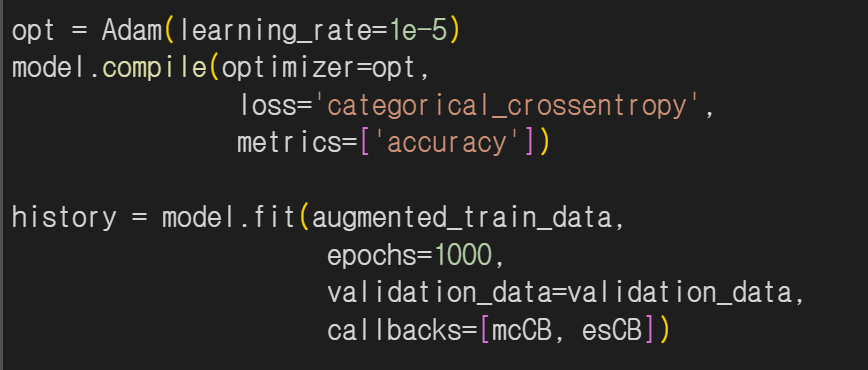 opt = Adam(learning_rate=1e-5)
model.compile(optimizer=opt,
              loss='categorical_crossentropy',
              metrics=['accuracy'])

history = model.fit(augmented_train_data,
                    epochs=1000,
                    validation_data=validation_data,
                    callbacks=[mcCB, esCB])